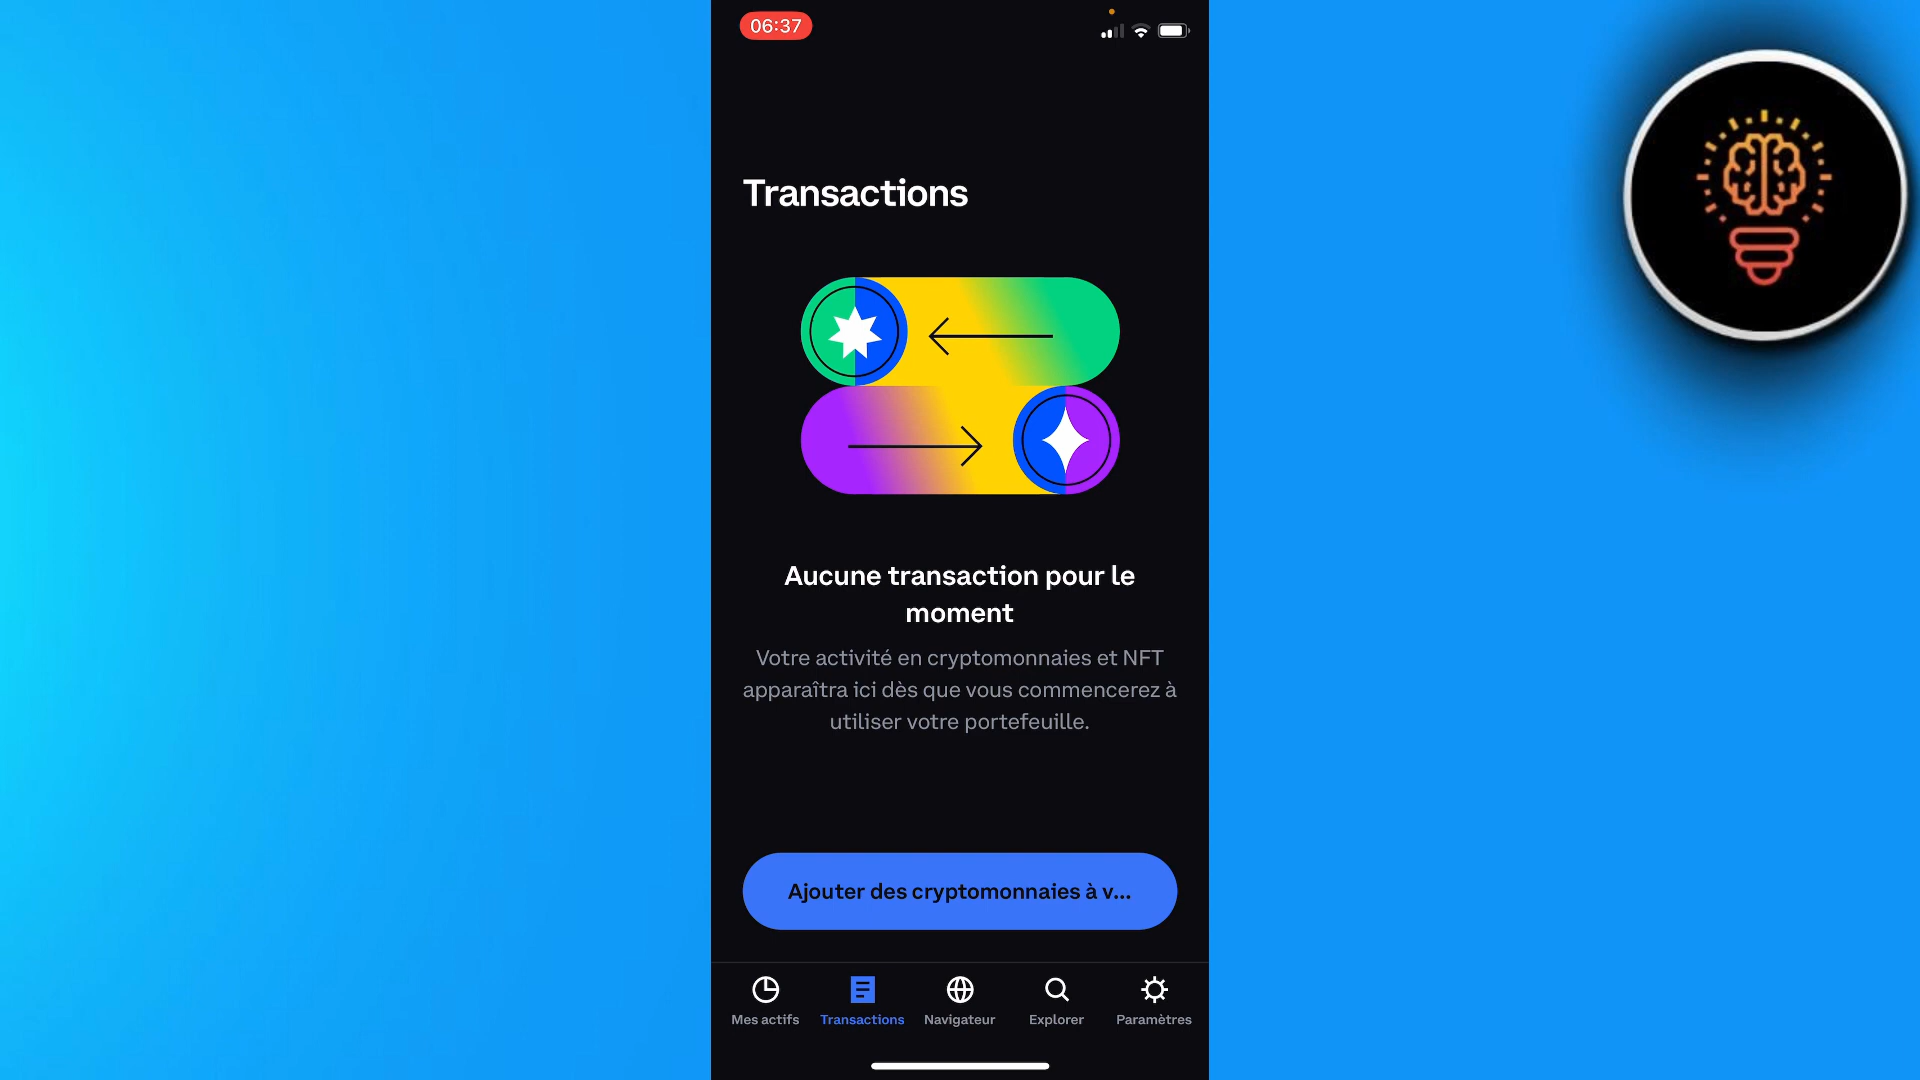 06:37
Transactions
Aucune transaction pour le
moment
Votre activité en cryptomonnaies et NFT
apparaîtra ici dès que vous commencerez à
utiliser votre portefeuille.
Ajouter des cryptomonnaies à v...
Mes actifs
Transactions
Navigateur
Explorer
Paramètres